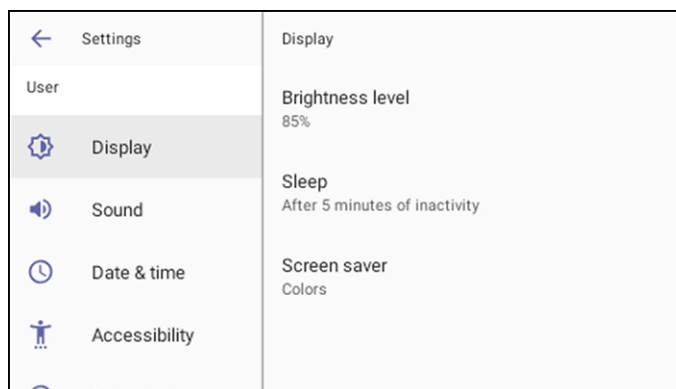 Settings
User
Display
Sound
Date & time
Accessibility
Display
Brightness level
85%
Sleep
After 5 minutes of inactivity
Screen saver
Colors